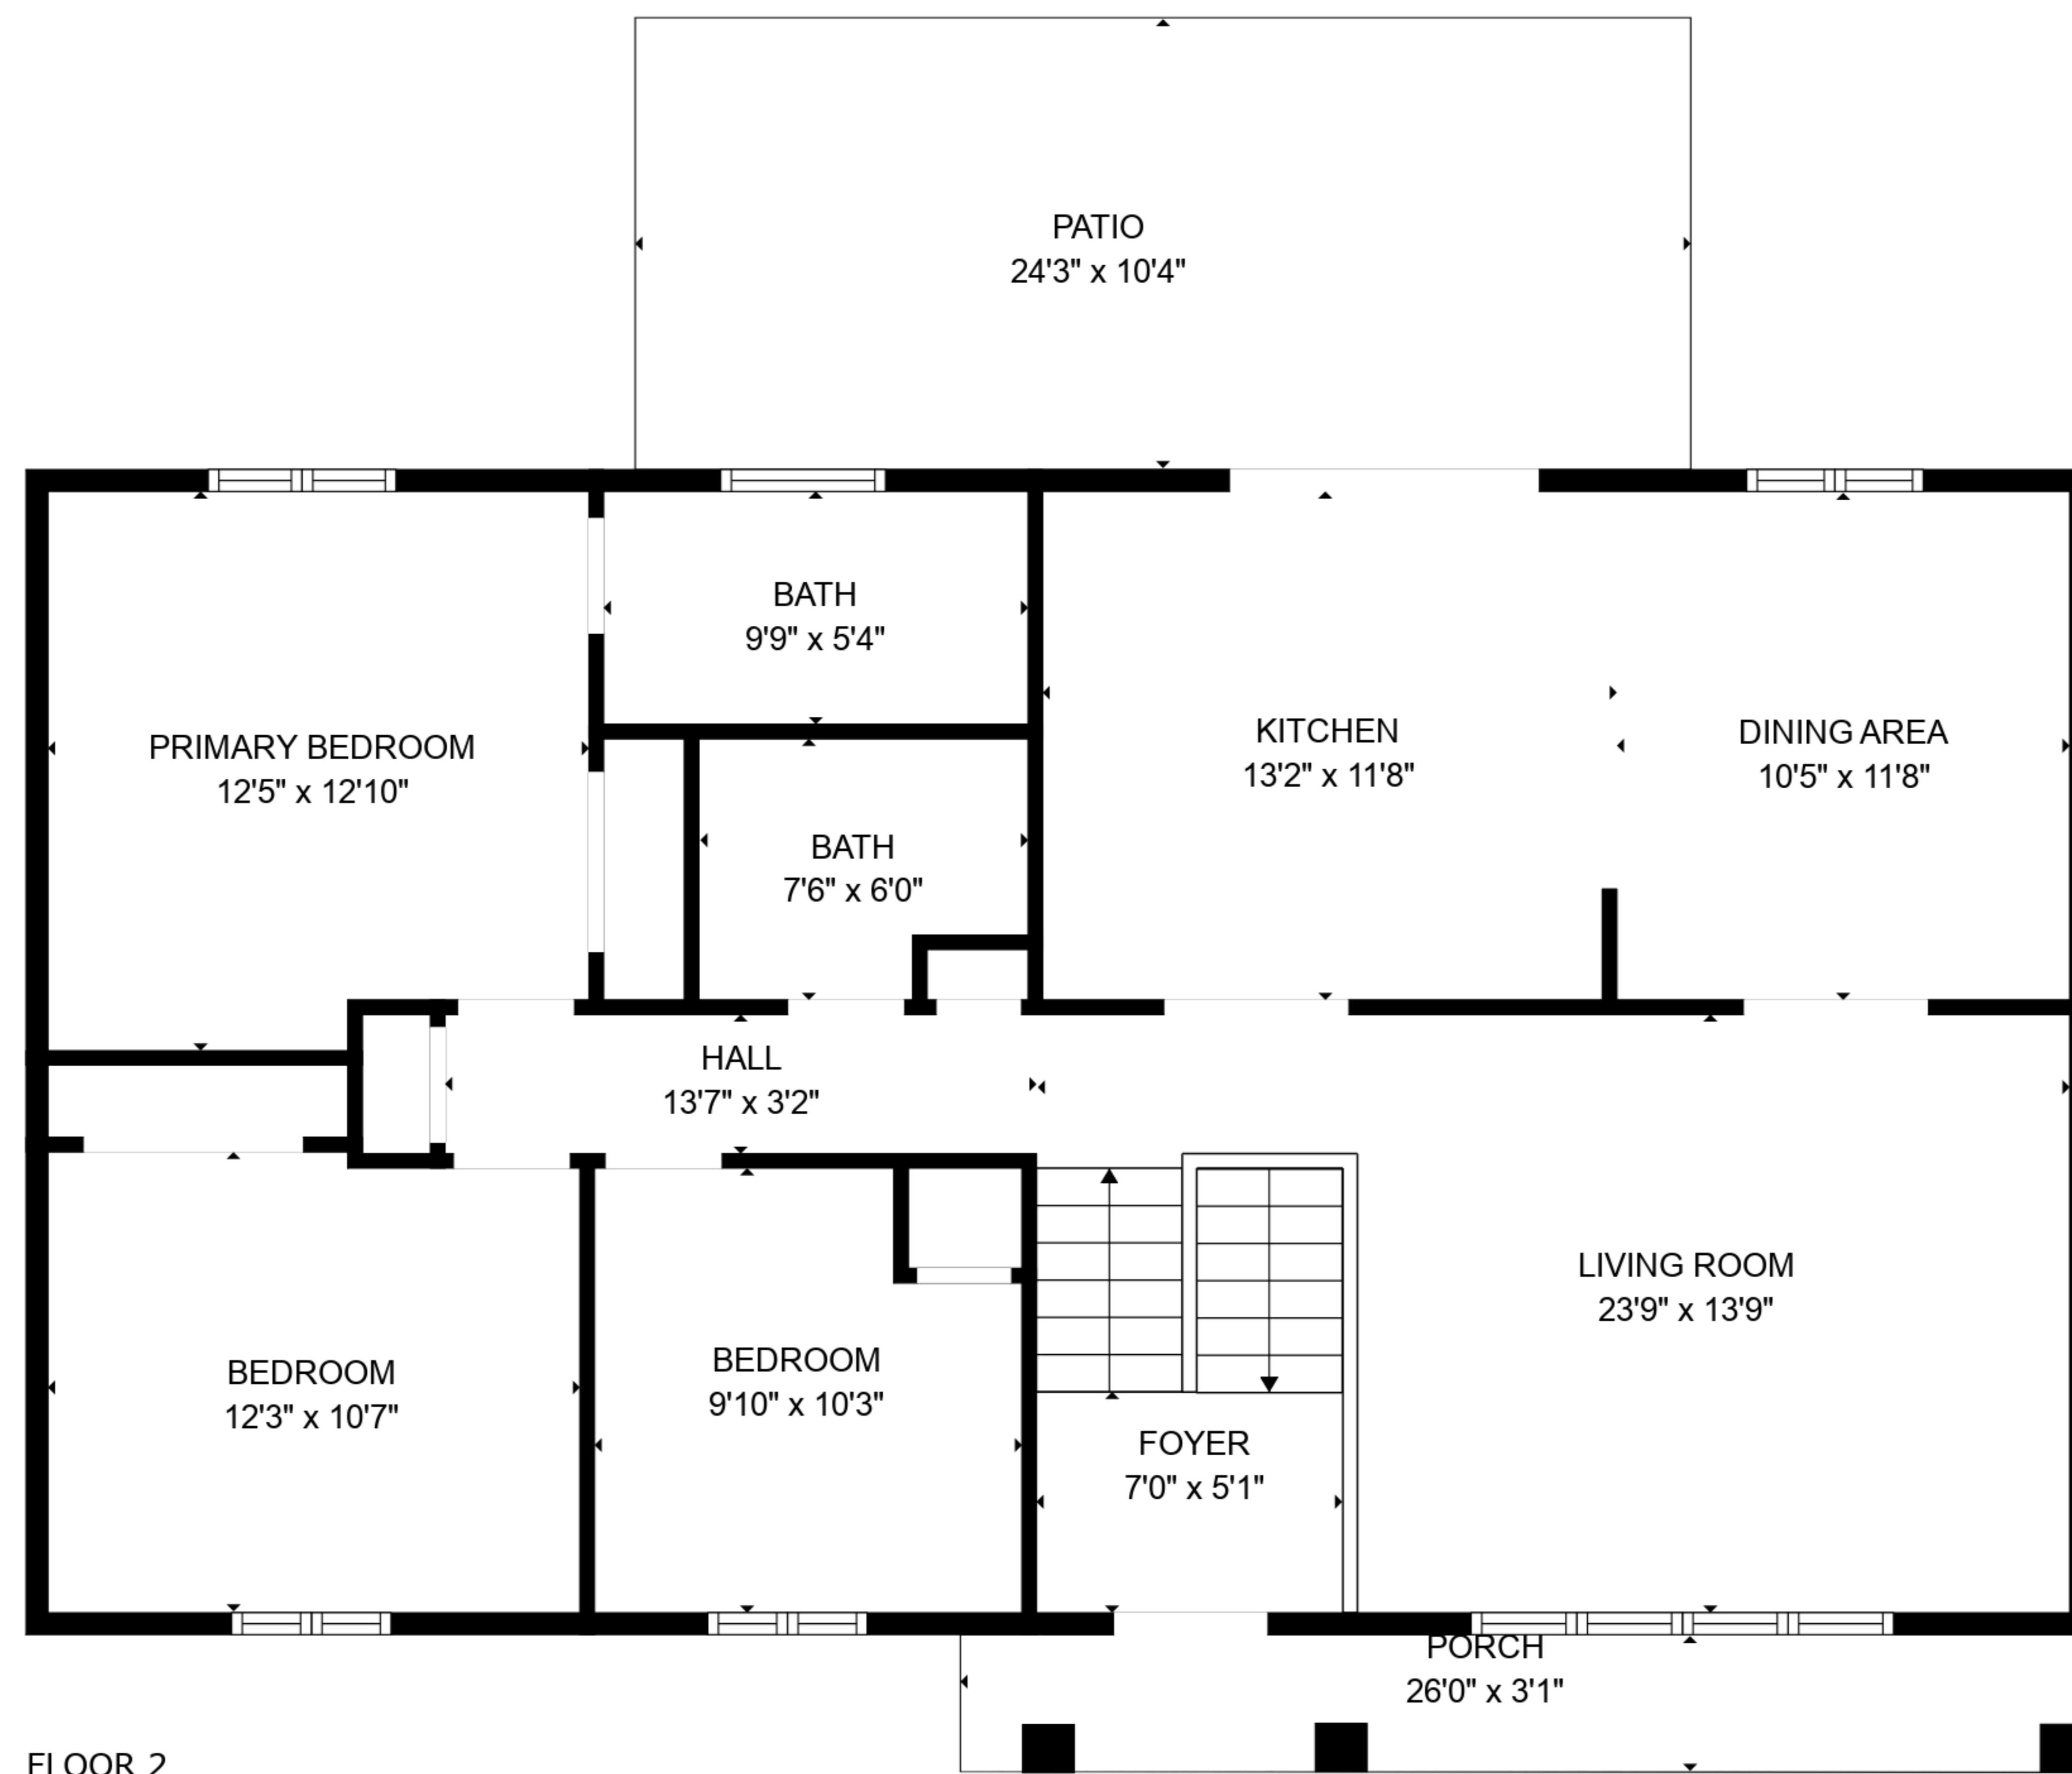 PATIO
24'3" x 10'4"
BATH
9'9" x 5'4"
PRIMARY BEDROOM
12'5" x 12'10"
KITCHEN
13'2" x 11'8"
DINING AREA
10'5" x 11'8"
BATH
7'6" x 6'0"
HALL
13'7" x 3'2"
LIVING ROOM
23'9" x 13'9"
BEDROOM
12'3" x 10'7"
BEDROOM
9'10" x 10'3"
FOYER
7'0" x 5'1"
PORCH
26'0" x 3'1"
FLOOR 2